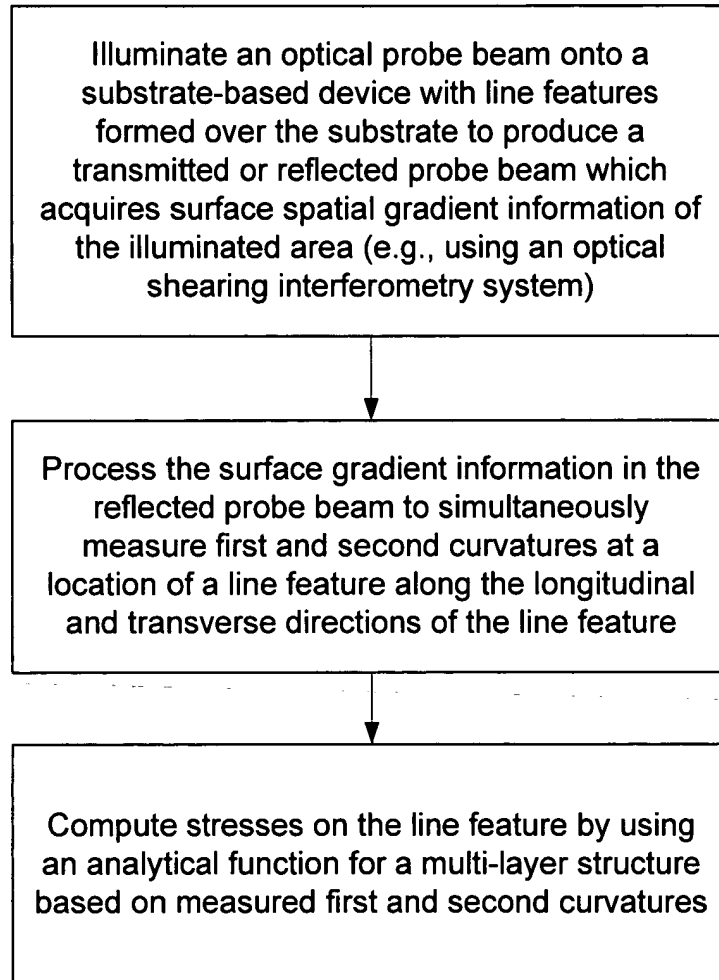 Illuminate an optical probe beam onto a
substrate-based device with line features
formed over the substrate to produce a
transmitted or reflected probe beam which
acquires surface spatial gradient information of
the illuminated area (e.g., using an optical
shearing interferometry system)
Process the surface gradient information in the
reflected probe beam to simultaneously
measure first and second curvatures at a
location of a line feature along the longitudinal
and transverse directions of the line feature
Compute stresses on the line feature by using
an analytical function for a multi-layer structure
based on measured first and second curvatures